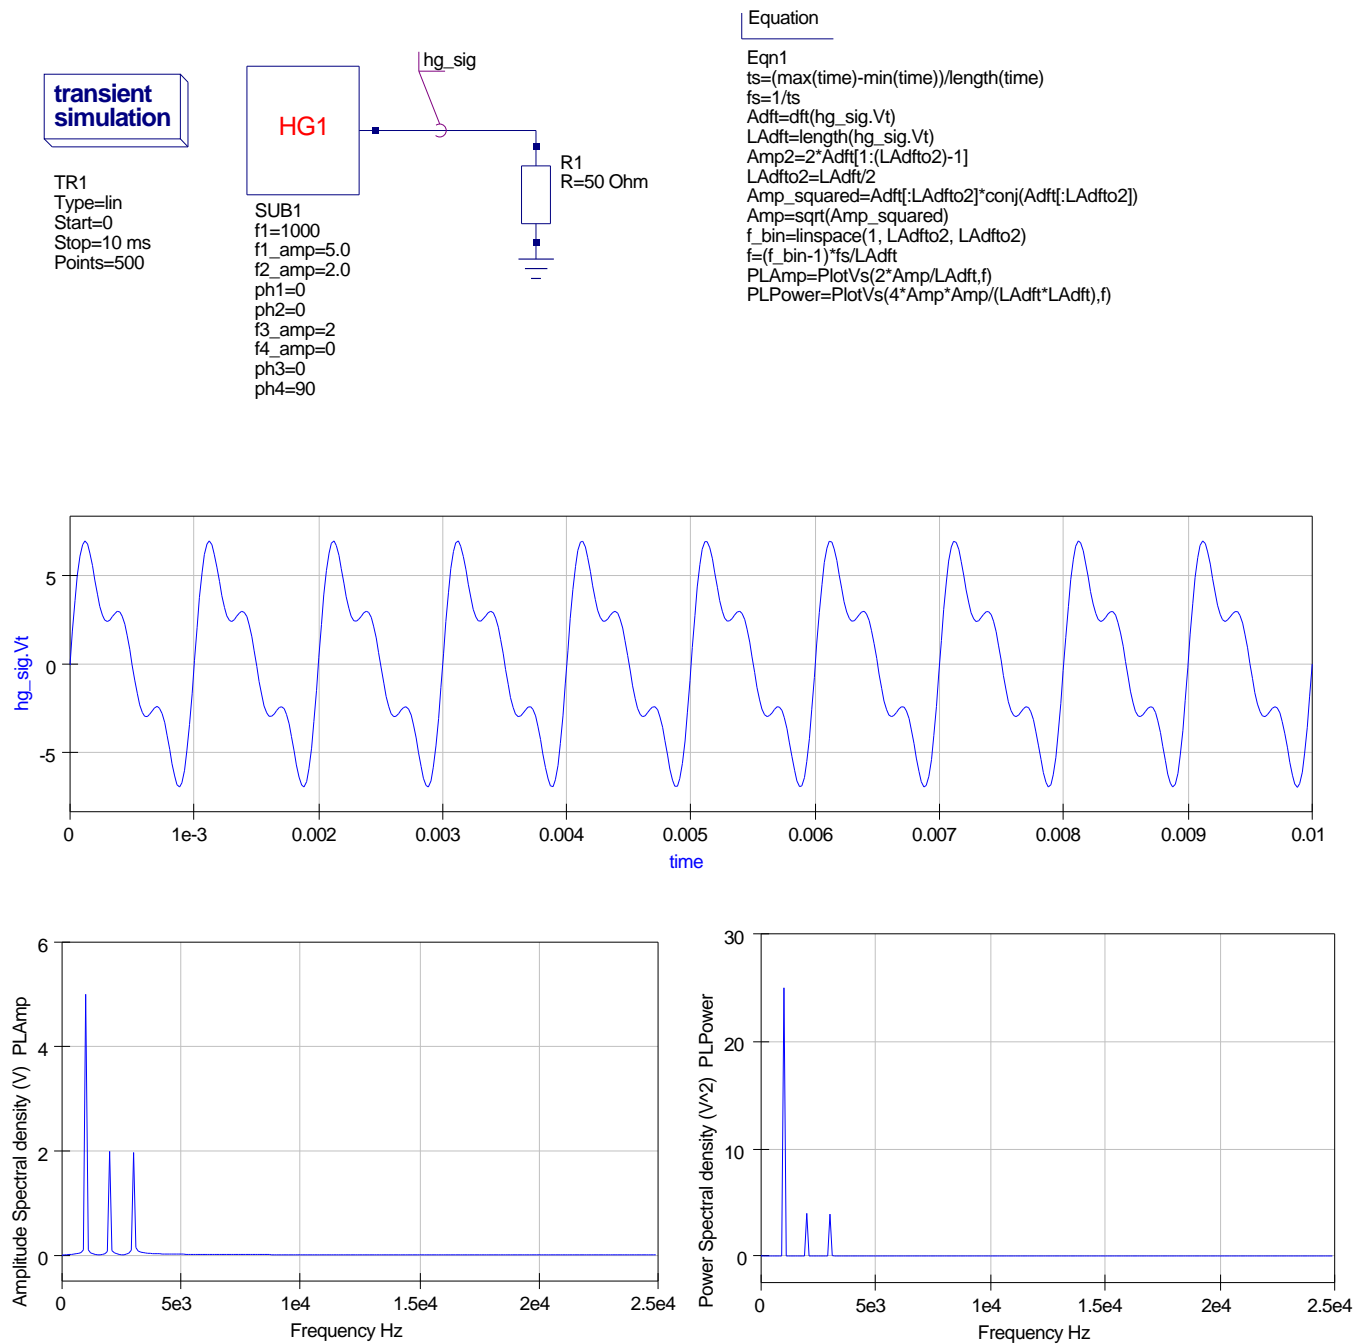 transient
simulation
TR1
Type=lin
Start=0
Stop=10 ms
Points=500
HG1
SUB1
f1=1000
f1_amp=5.0
f2_amp=2.0
ph1=0
ph2=0
f3_amp=2
f4_amp=0
ph3=0
ph4=90
hg_sig
R1
R=50 Ohm
Equation
Eqn1
ts=(max(time)-min(time))/length(time)
fs=1/ts
Adft=dft(hg_sig.Vt)
LAdft=length(hg_sig.Vt)
Amp2=2*Adft[1:(LAdfto2)-1]
LAdfto2=LAdft/2
Amp_squared=Adft[:LAdfto2]*conj(Adft[:LAdfto2])
Amp=sqrt(Amp_squared)
f_bin=linspace(1, LAdfto2, LAdfto2)
f=(f_bin-1)*fs/LAdft
PLAmp=PlotVs(2*Amp/LAdft,f)
PLPower=PlotVs(4*Amp*Amp/(LAdft*LAdft),f)
hg_sig.Vt
5
0
-5
0 1e-3 0.002 0.003 0.004 0.005 0.006 0.007 0.008 0.009 0.01
time
Amplitude Spectral density (V) PLAmp
6
4
2
0
0 5e3 1e4 1.5e4 2e4 2.5e4
Frequency Hz
Power Spectral density (V^2) PLPower
30
20
10
0
0 5e3 1e4 1.5e4 2e4 2.5e4
Frequency Hz